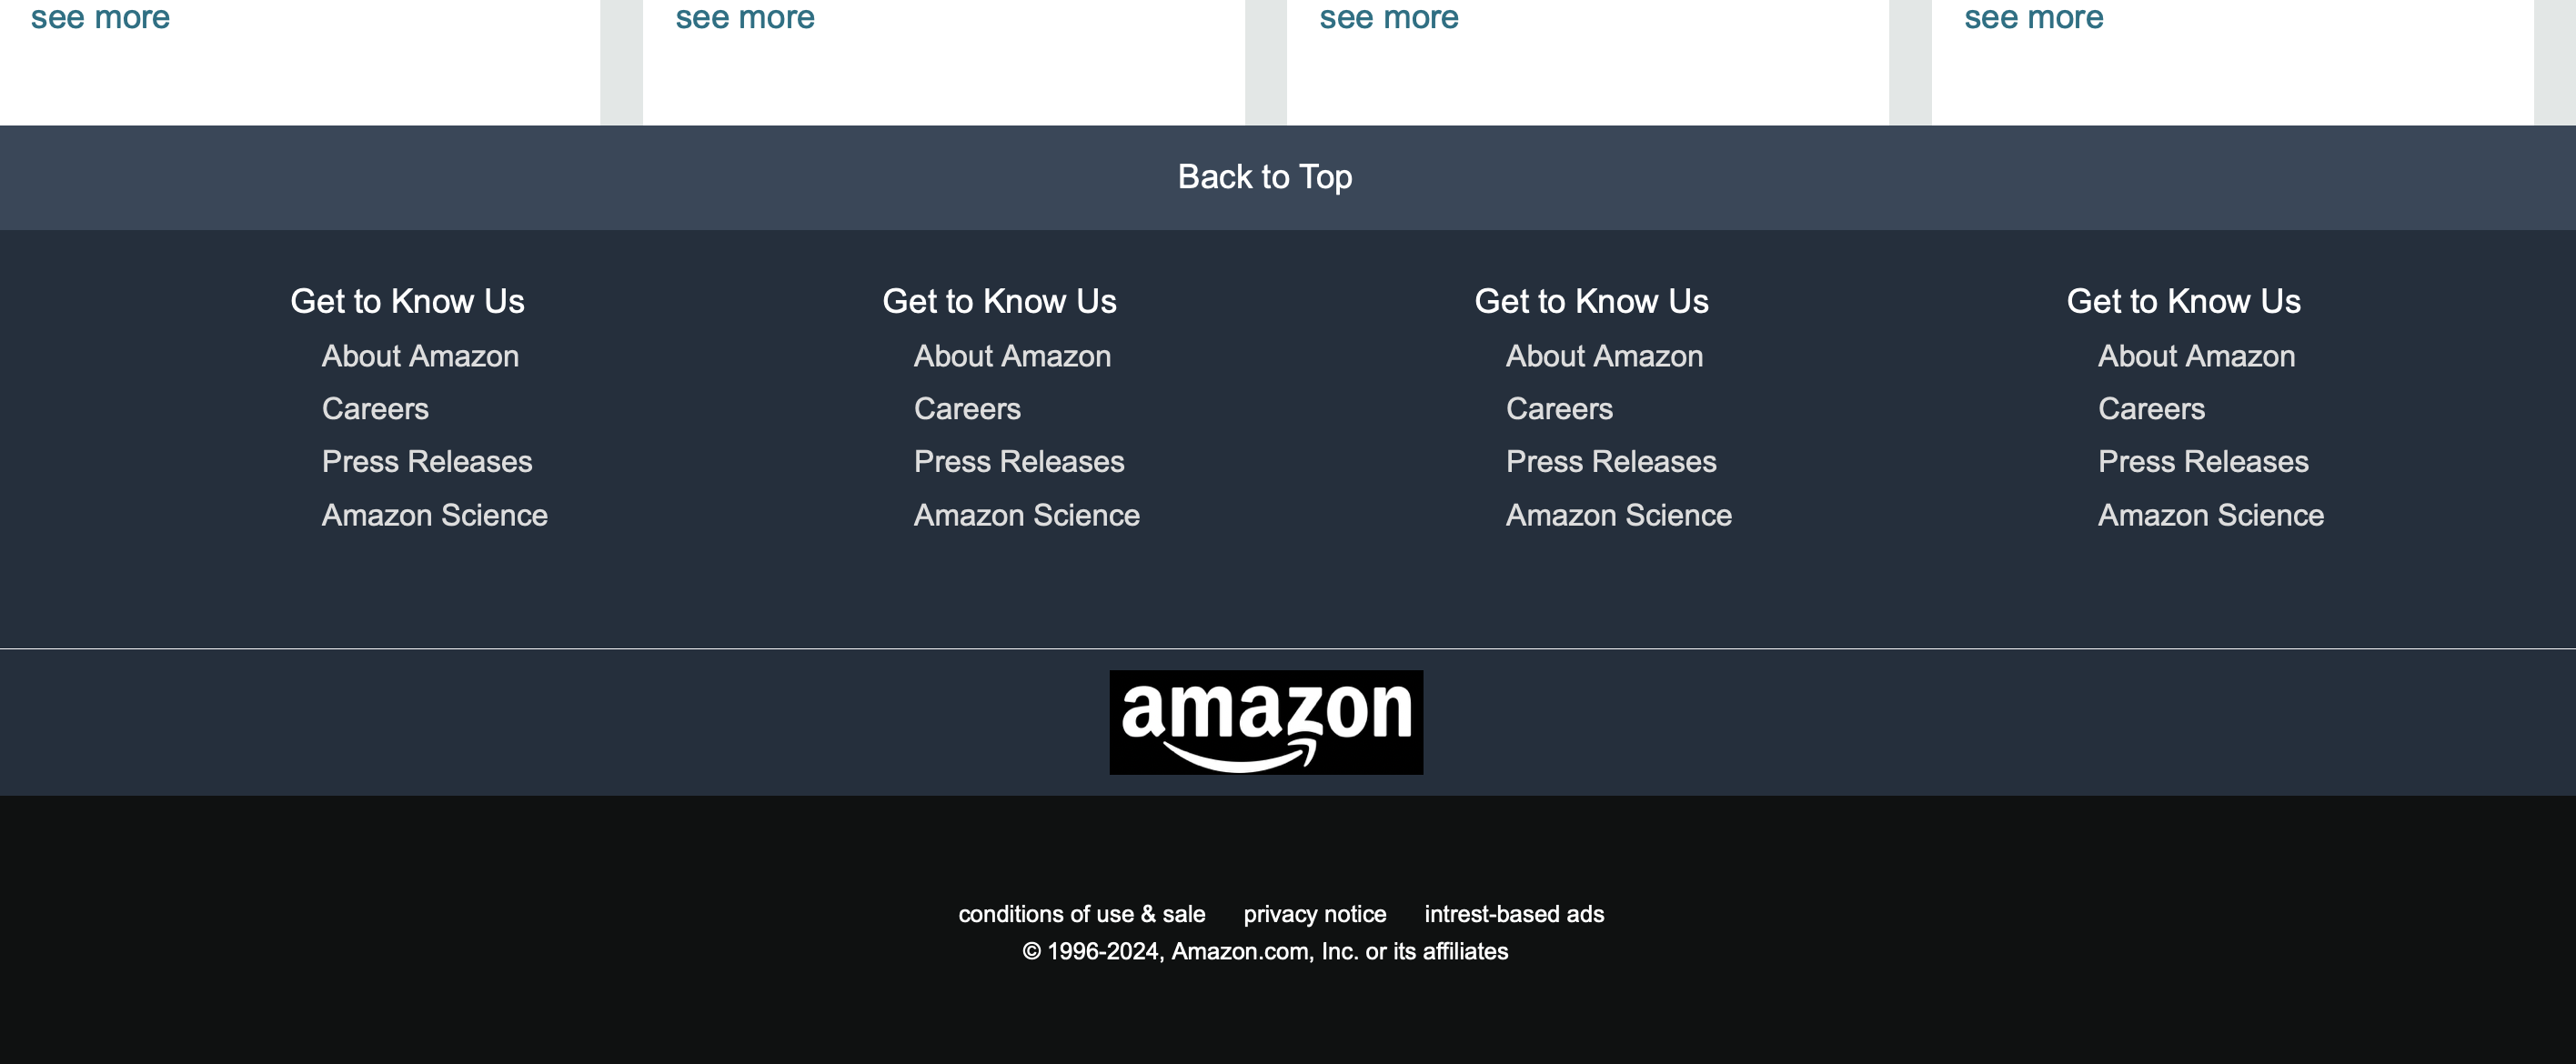 see more see more see more see more
Back to Top
Get to Know Us Get to Know Us Get to Know Us Get to Know Us
About Amazon About Amazon About Amazon About Amazon
Careers Careers Careers Careers
Press Releases Press Releases Press Releases Press Releases
Amazon Science Amazon Science Amazon Science Amazon Science
amazon
conditions of use & sale privacy notice intrest-based ads
© 1996-2024, Amazon.com, Inc. or its affiliates